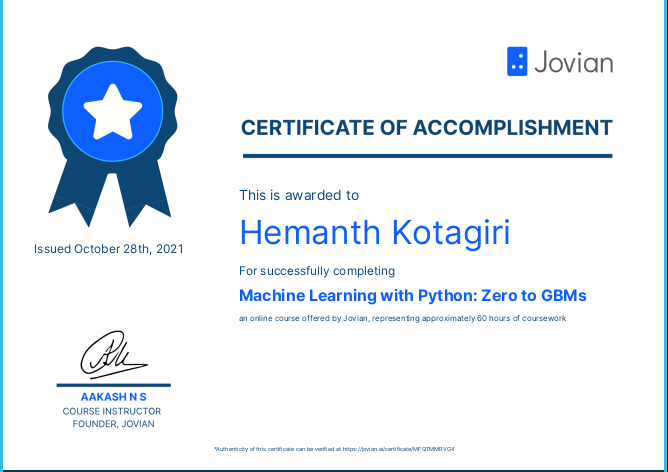 Jovian
CERTIFICATE OF ACCOMPLISHMENT
This is awarded to
Hemanth Kotagiri
Issued October 28th, 2021
For successfully completing
Machine Learning with Python: Zero to GBMs
an online course offered by Jovian, representing approximately 60 hours of coursework
AAKASH N S
COURSE INSTRUCTOR
FOUNDER, JOVIAN
*Authenticity of this certificate can be verified at https://jovian.ai/certificate/MFQTMMRVG4